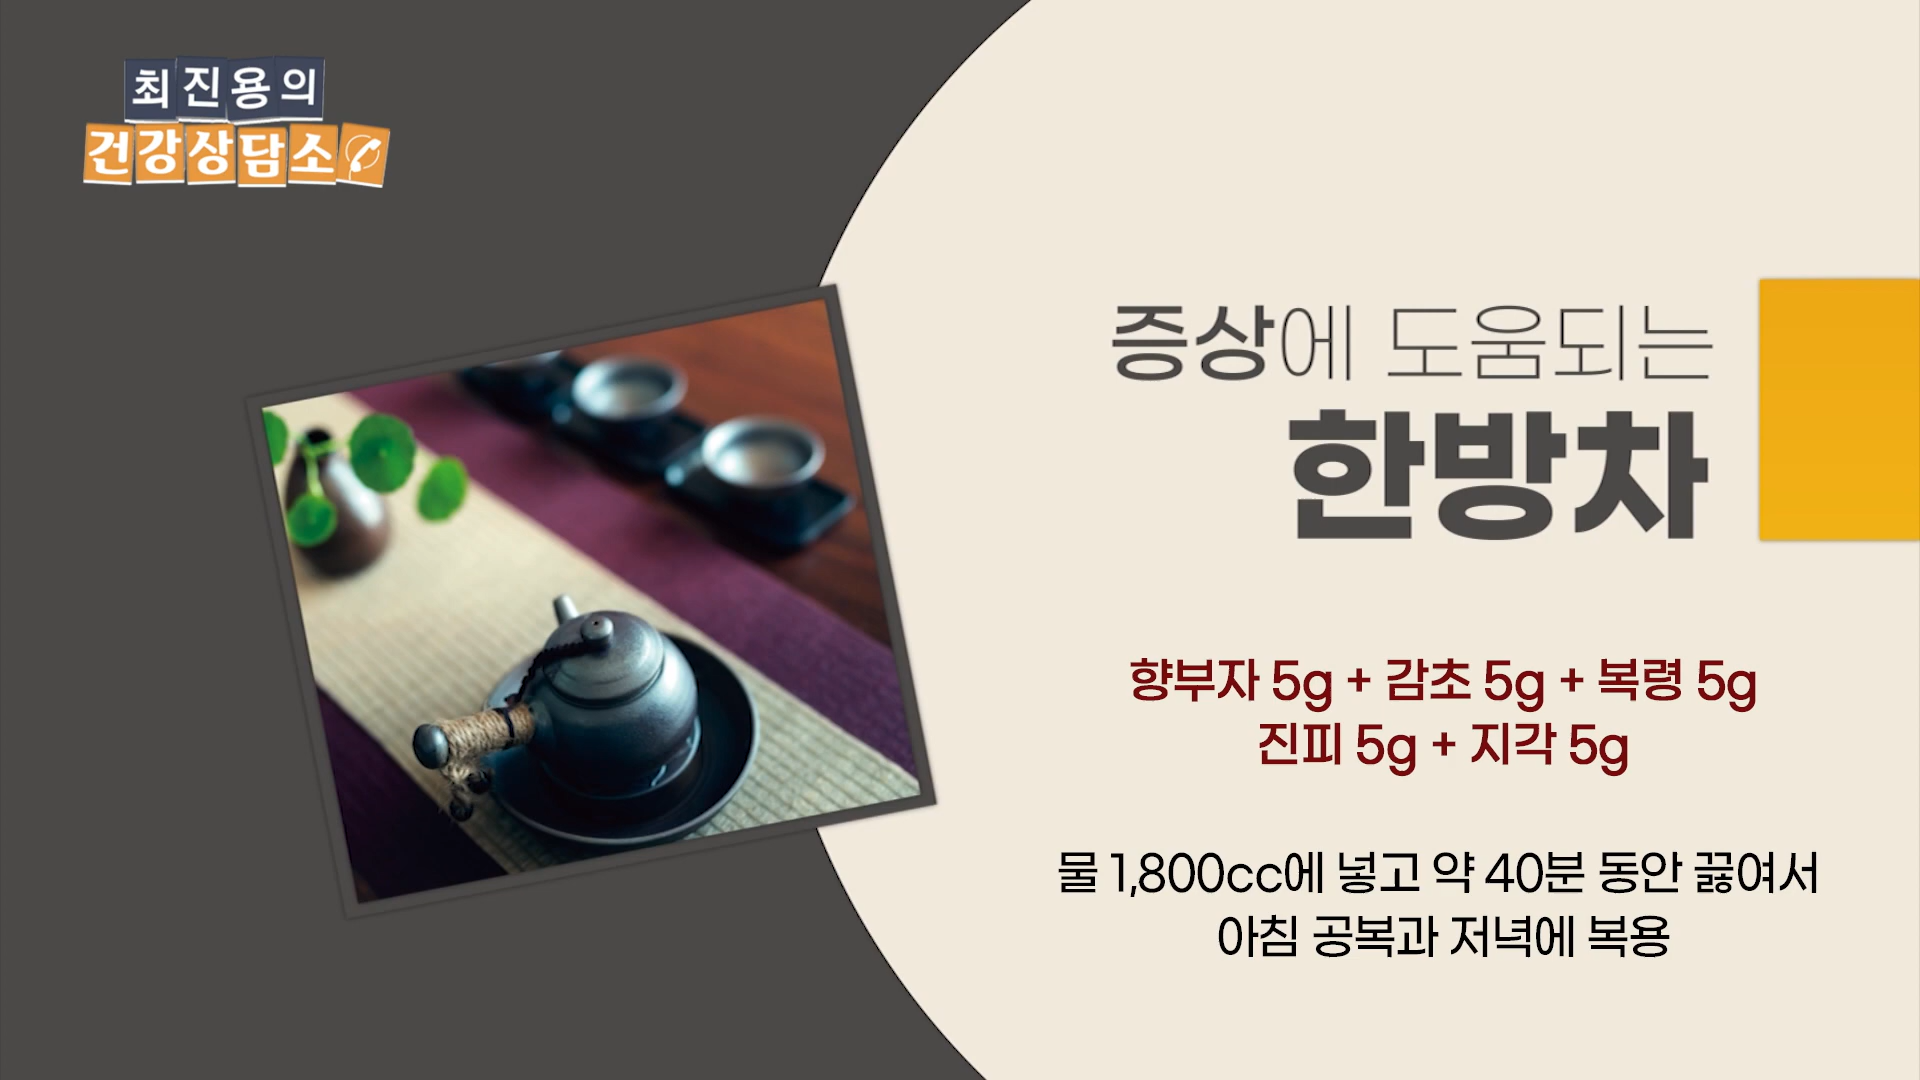 최진용의
건강상담소
증상에 도움되는
한방차
향부자 5g + 감초 5g + 복령 5g
진피 5g + 지각 5g
물 1,800cc에 넣고 약 40분 동안 끓여서
아침 공복과 저녁에 복용